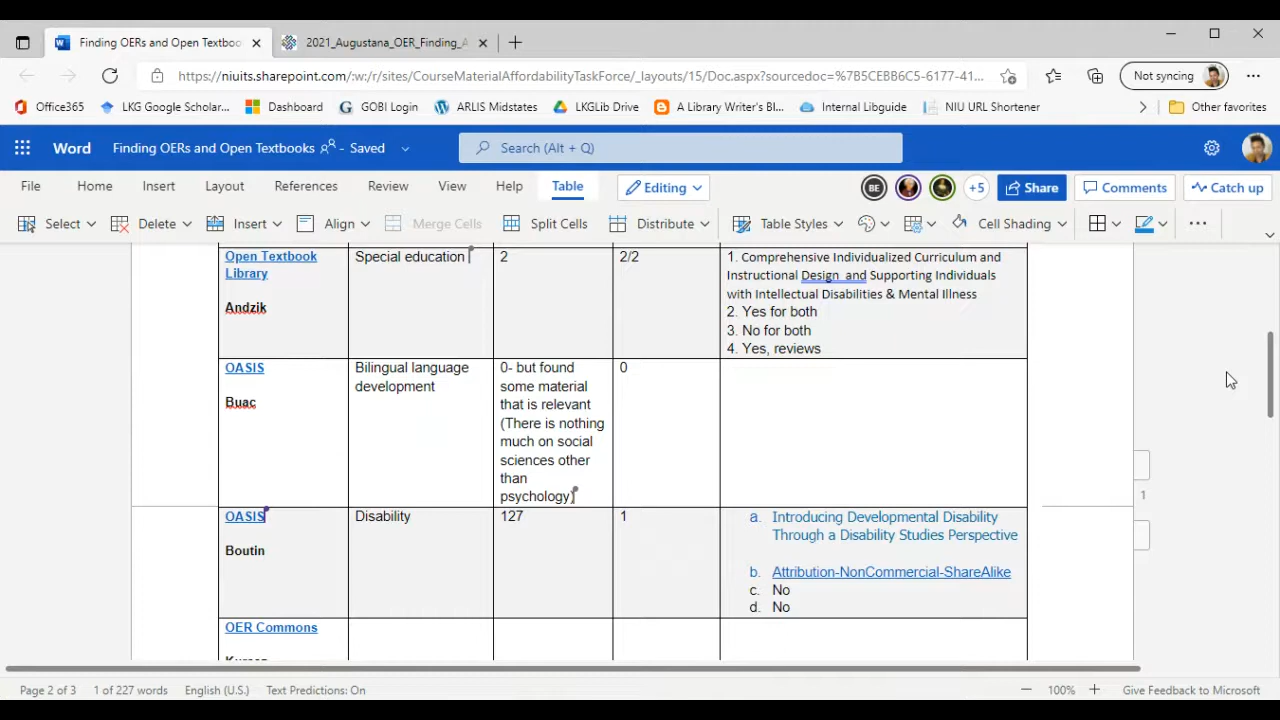 Finding OERs and Open Textboo
2021_Augustana_OER_Finding_A
https://niuits.sharepoint.com/:w:/r/sites/CourseMaterialAffordabilityTaskForce/_layouts/15/Doc.aspx?sourcedoc=%7B5CEBB6C5-6177-41...
Not syncing
Office365
LKG Google Scholar...
Dashboard
GOBI Login
ARLIS Midstates
LKGLib Drive
A Library Writer's Bl...
Internal Libguide
NIU URL Shortener
Other favorites
Word
Finding OERs and Open Textbooks
- Saved
Search (Alt + Q)
File
Home
Insert
Layout
References
Review
View
Help
Table
Editing
BE
+5
Share
Comments
Catch up
Select
Delete
Insert
Align
Merge Cells
Split Cells
Distribute
Table Styles
Cell Shading
Open Textbook
Library
Andzik
Special education
2
2/2
1. Comprehensive Individualized Curriculum and
Instructional Design and Supporting Individuals
with Intellectual Disabilities & Mental Illness
2. Yes for both
3. No for both
4. Yes, reviews
OASIS
Buac
Bilingual language
development
0- but found
some material
that is relevant
(There is nothing
much on social
sciences other
than
psychology)
0
1
OASIS
Boutin
Disability
127
1
a. Introducing Developmental Disability
Through a Disability Studies Perspective
b. Attribution-NonCommercial-ShareAlike
c. No
d. No
OER Commons
Page 2 of 3
1 of 227 words
English (U.S.)
Text Predictions: On
100%
Give Feedback to Microsoft